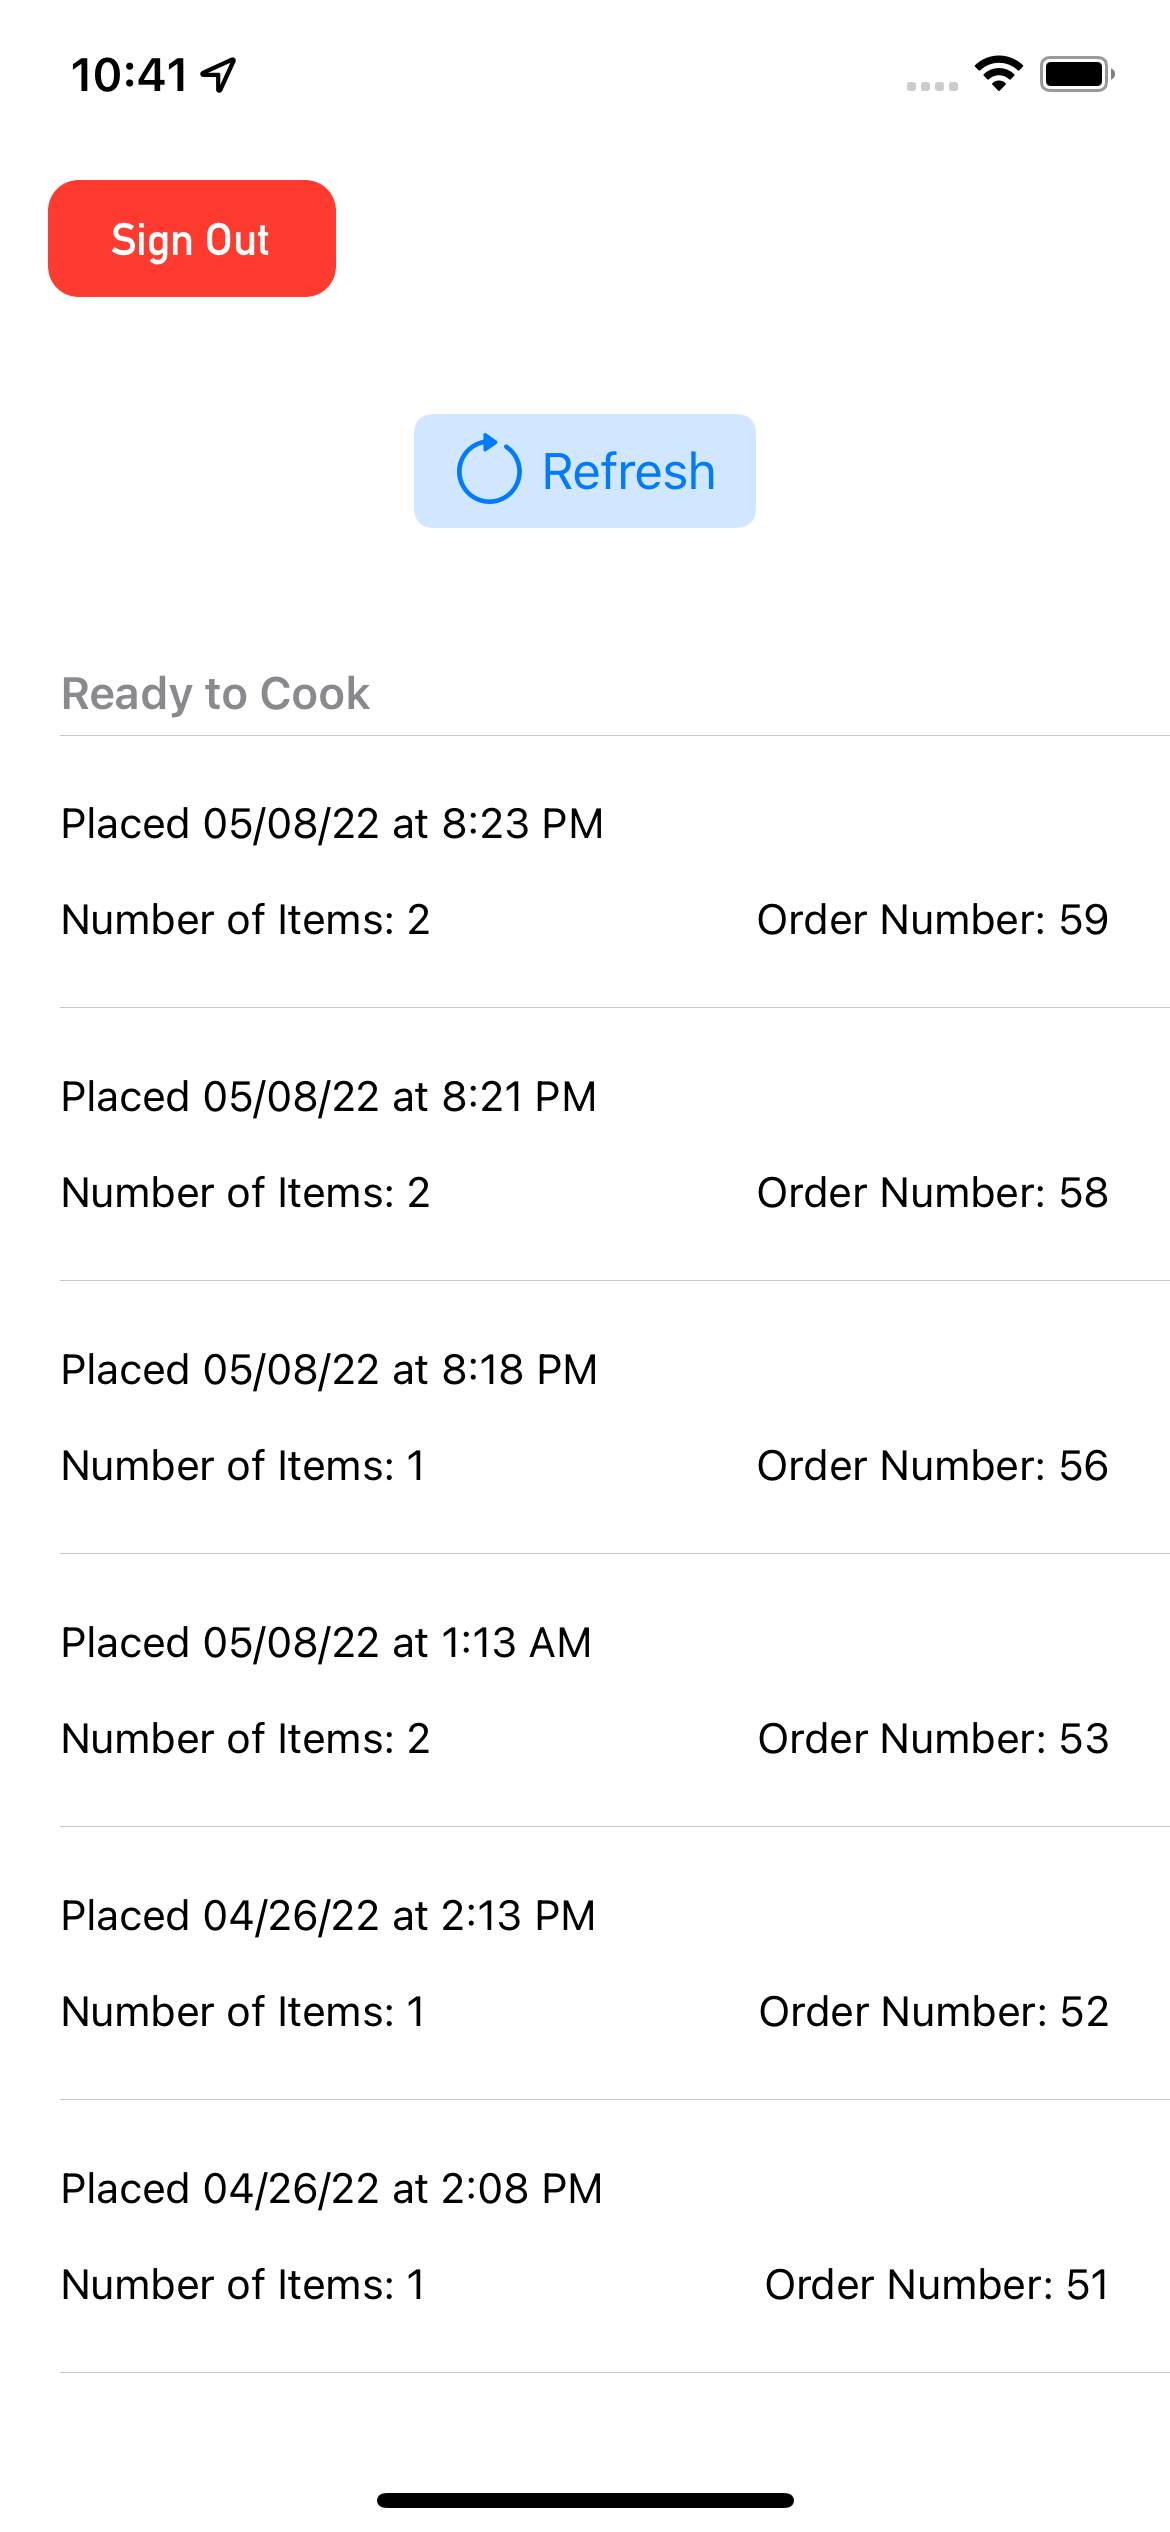 10:41
Sign Out
Refresh
Ready to Cook
Placed 05/08/22 at 8:23 PM
Number of Items: 2 Order Number: 59
Placed 05/08/22 at 8:21 PM
Number of Items: 2 Order Number: 58
Placed 05/08/22 at 8:18 PM
Number of Items: 1 Order Number: 56
Placed 05/08/22 at 1:13 AM
Number of Items: 2 Order Number: 53
Placed 04/26/22 at 2:13 PM
Number of Items: 1 Order Number: 52
Placed 04/26/22 at 2:08 PM
Number of Items: 1 Order Number: 51